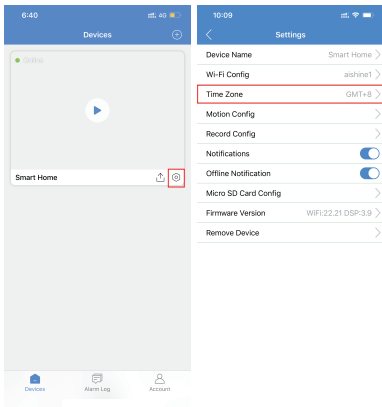 6:40
4G
Devices
Smart Home
Devices
Alarm Log
Account
10:09
Settings
Device Name Smart Home
Wi-Fi Config aishine1
Time Zone GMT+8
Motion Config
Record Config
Notifications
Offline Notification
Micro SD Card Config
Firmware Version WiFi:22.21 DSP:3.9
Remove Device